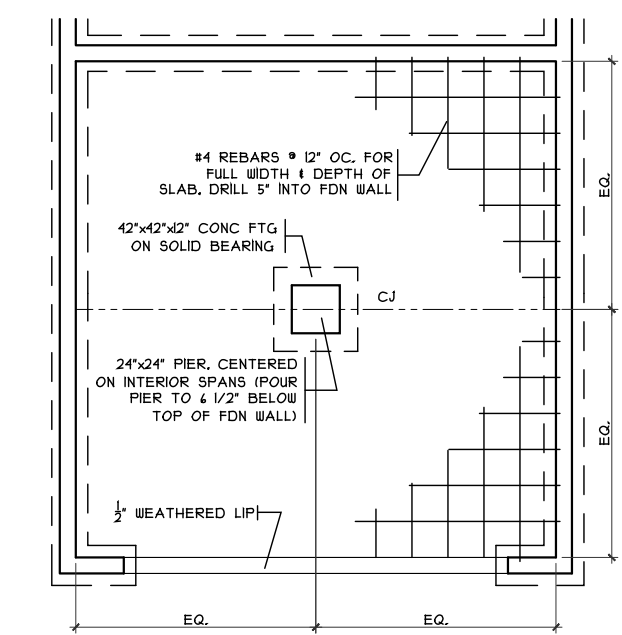 #4 REBARS @ 12" OC. FOR
FULL WIDTH & DEPTH OF
SLAB. DRILL 5" INTO FDN WALL
EQ.
42"x42"x12" CONC FTG
ON SOLID BEARING
CJ
24"x24" PIER. CENTERED
ON INTERIOR SPANS (POUR
PIER TO 6 1/2" BELOW
TOP OF FDN WALL)
EQ.
1/2" WEATHERED LIP
EQ.
EQ.